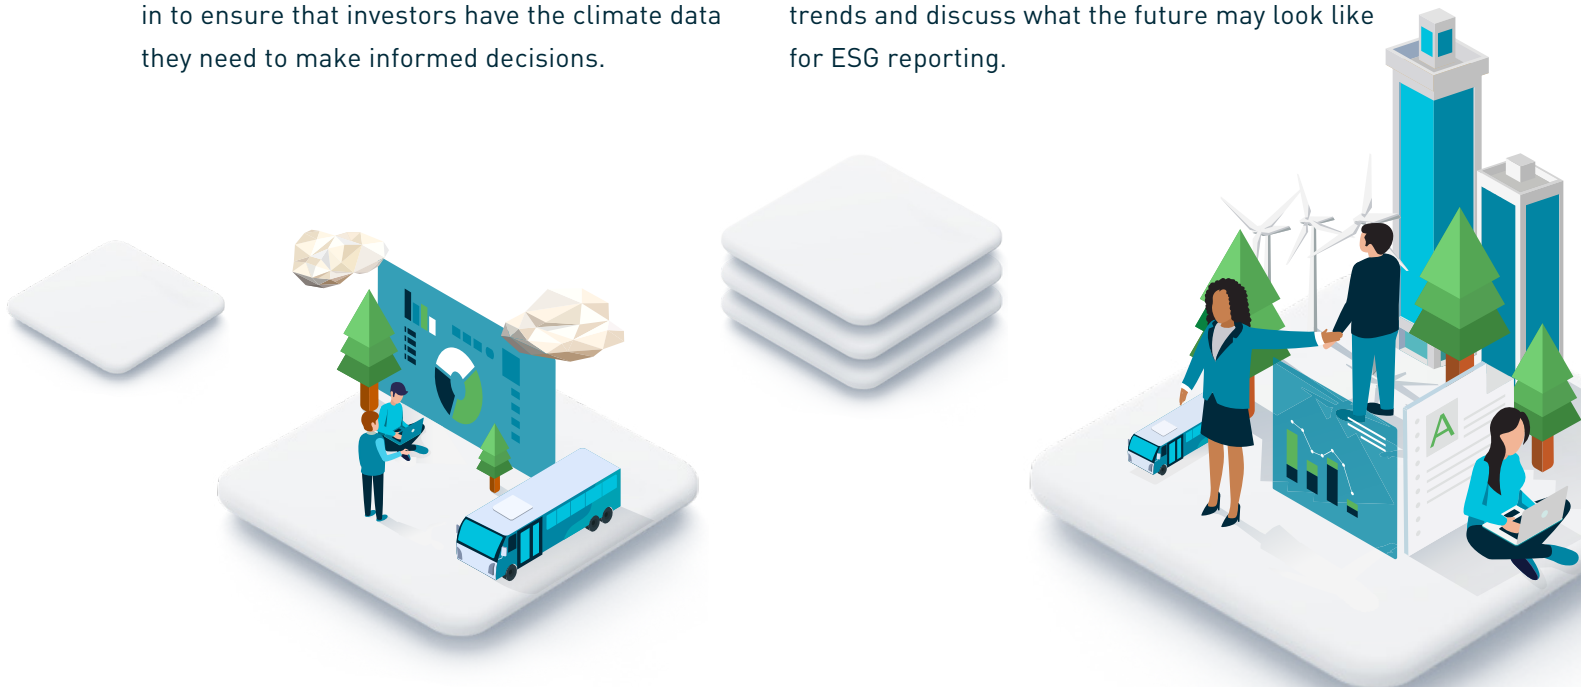 in to ensure that investors have the climate data
they need to make informed decisions.
trends and discuss what the future may look like
for ESG reporting.
A